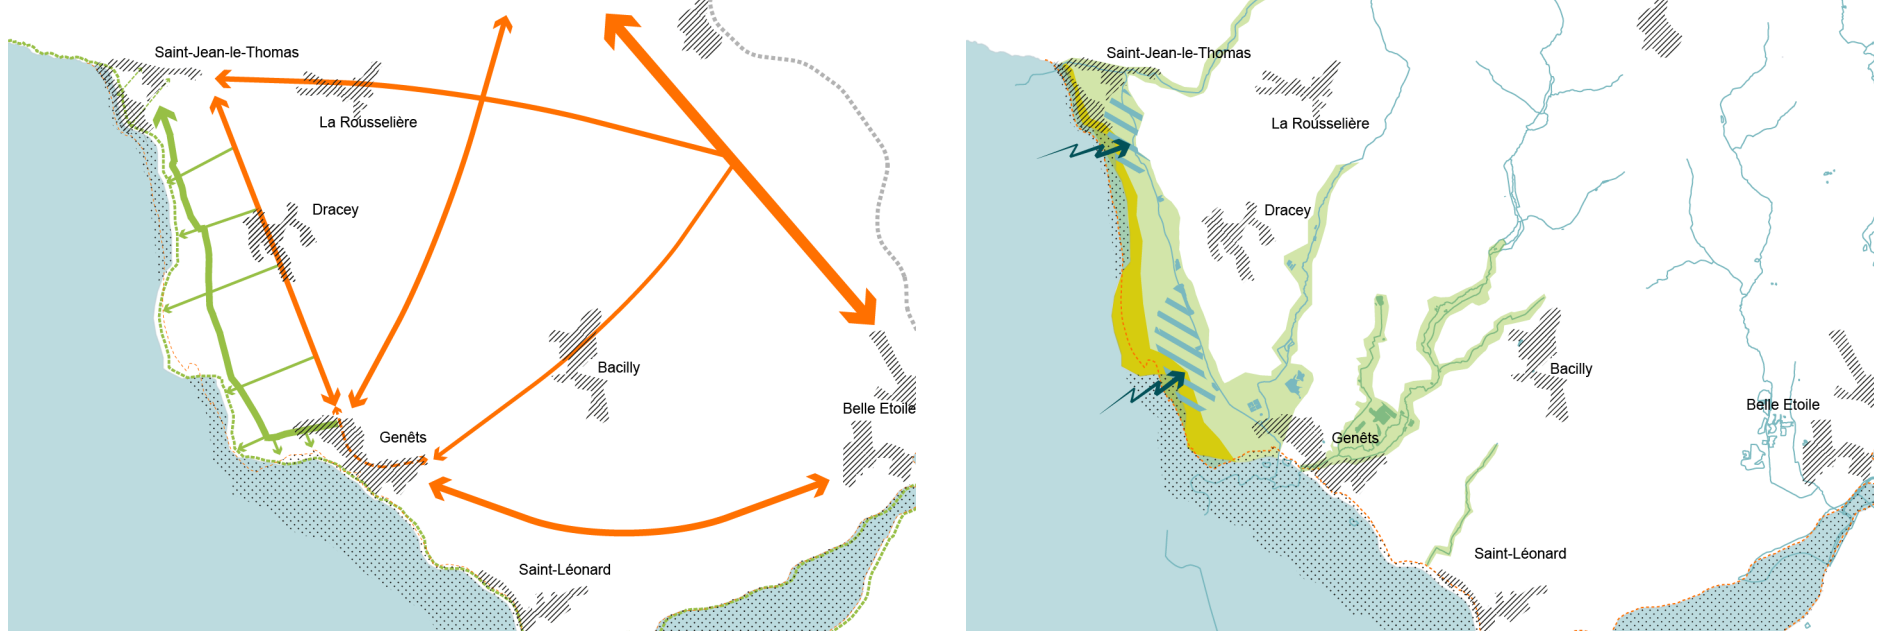 Saint-Jean-le-Thomas
La Rousselière
Dracey
Bacilly
Belle Etoile
Genêts
Saint-Léonard
Saint-Jean-le-Thomas
La Rousselière
Dracey
Bacilly
Belle Etoile
Genêts
Saint-Léonard